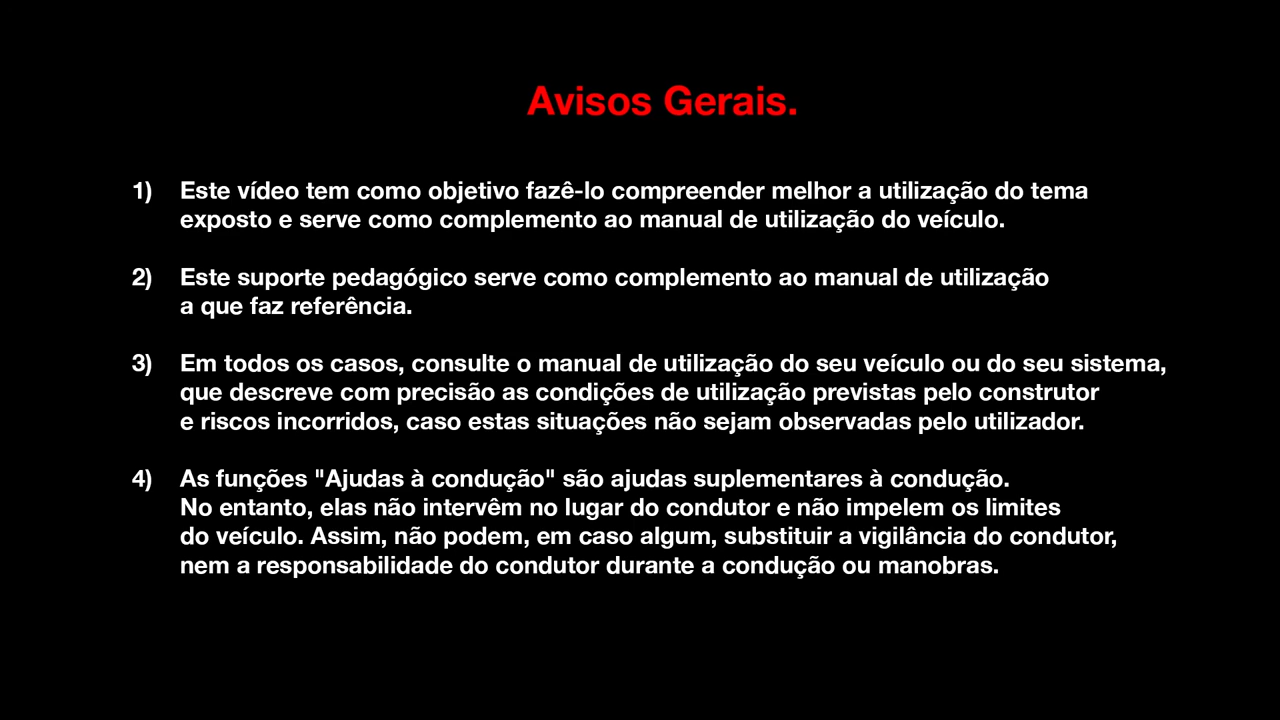 Avisos Gerais.
1) Este vídeo tem como objetivo fazê-lo compreender melhor a utilização do tema
exposto e serve como complemento ao manual de utilização do veículo.
2) Este suporte pedagógico serve como complemento ao manual de utilização
a que faz referência.
3) Em todos os casos, consulte o manual de utilização do seu veículo ou do seu sistema,
que descreve com precisão as condições de utilização previstas pelo construtor
e riscos incorridos, caso estas situações não sejam observadas pelo utilizador.
4) As funções "Ajudas à condução" são ajudas suplementares à condução.
No entanto, elas não intervêm no lugar do condutor e não impelem os limites
do veículo. Assim, não podem, em caso algum, substituir a vigilância do condutor,
nem a responsabilidade do condutor durante a condução ou manobras.